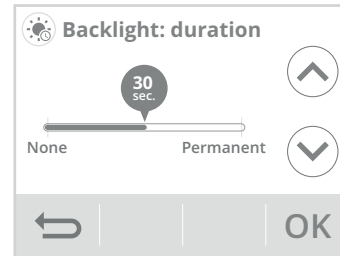 Backlight: duration
30
sec.
None
Permanent
OK